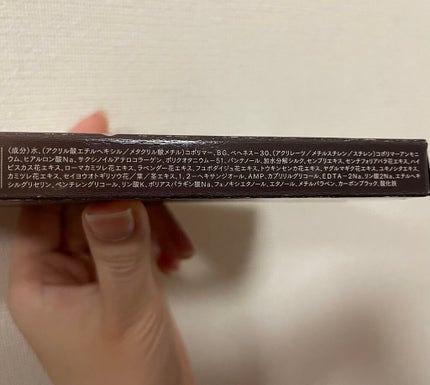 〈成分〉水、(アクリル酸エチルヘキシル/メタクリル酸メチル)コポリマー、BG、ベヘネス-30、(アクリレーツ/メチルスチレン/スチレン)コポリマーアンモニ
ウム、ヒアルロン酸Na、サクシノイルアテロコラーゲン、ポリクオタニウム-51、パンテノール、加水分解シルク、センブリエキス、センチフォリアバラ花エキス、ハイ
ビスカス花エキス、ローマカミツレ花エキス、ラベンダー花エキス、フユボダイジュ花エキス、トウキンセンカ花エキス、ヤグルマギク花エキス、ユキノシタエキス、
カミツレ花エキス、セイヨウオトギリソウ花/葉/茎エキス、1,2-ヘキサンジオール、AMP、カプリリルグリコール、EDTA-2Na、リン酸2Na、エチルヘキ
シルグリセリン、ペンチレングリコール、リン酸K、ポリアスパラギン酸Na、フェノキシエタノール、エタノール、メチルパラベン、カーボンブラック、酸化鉄